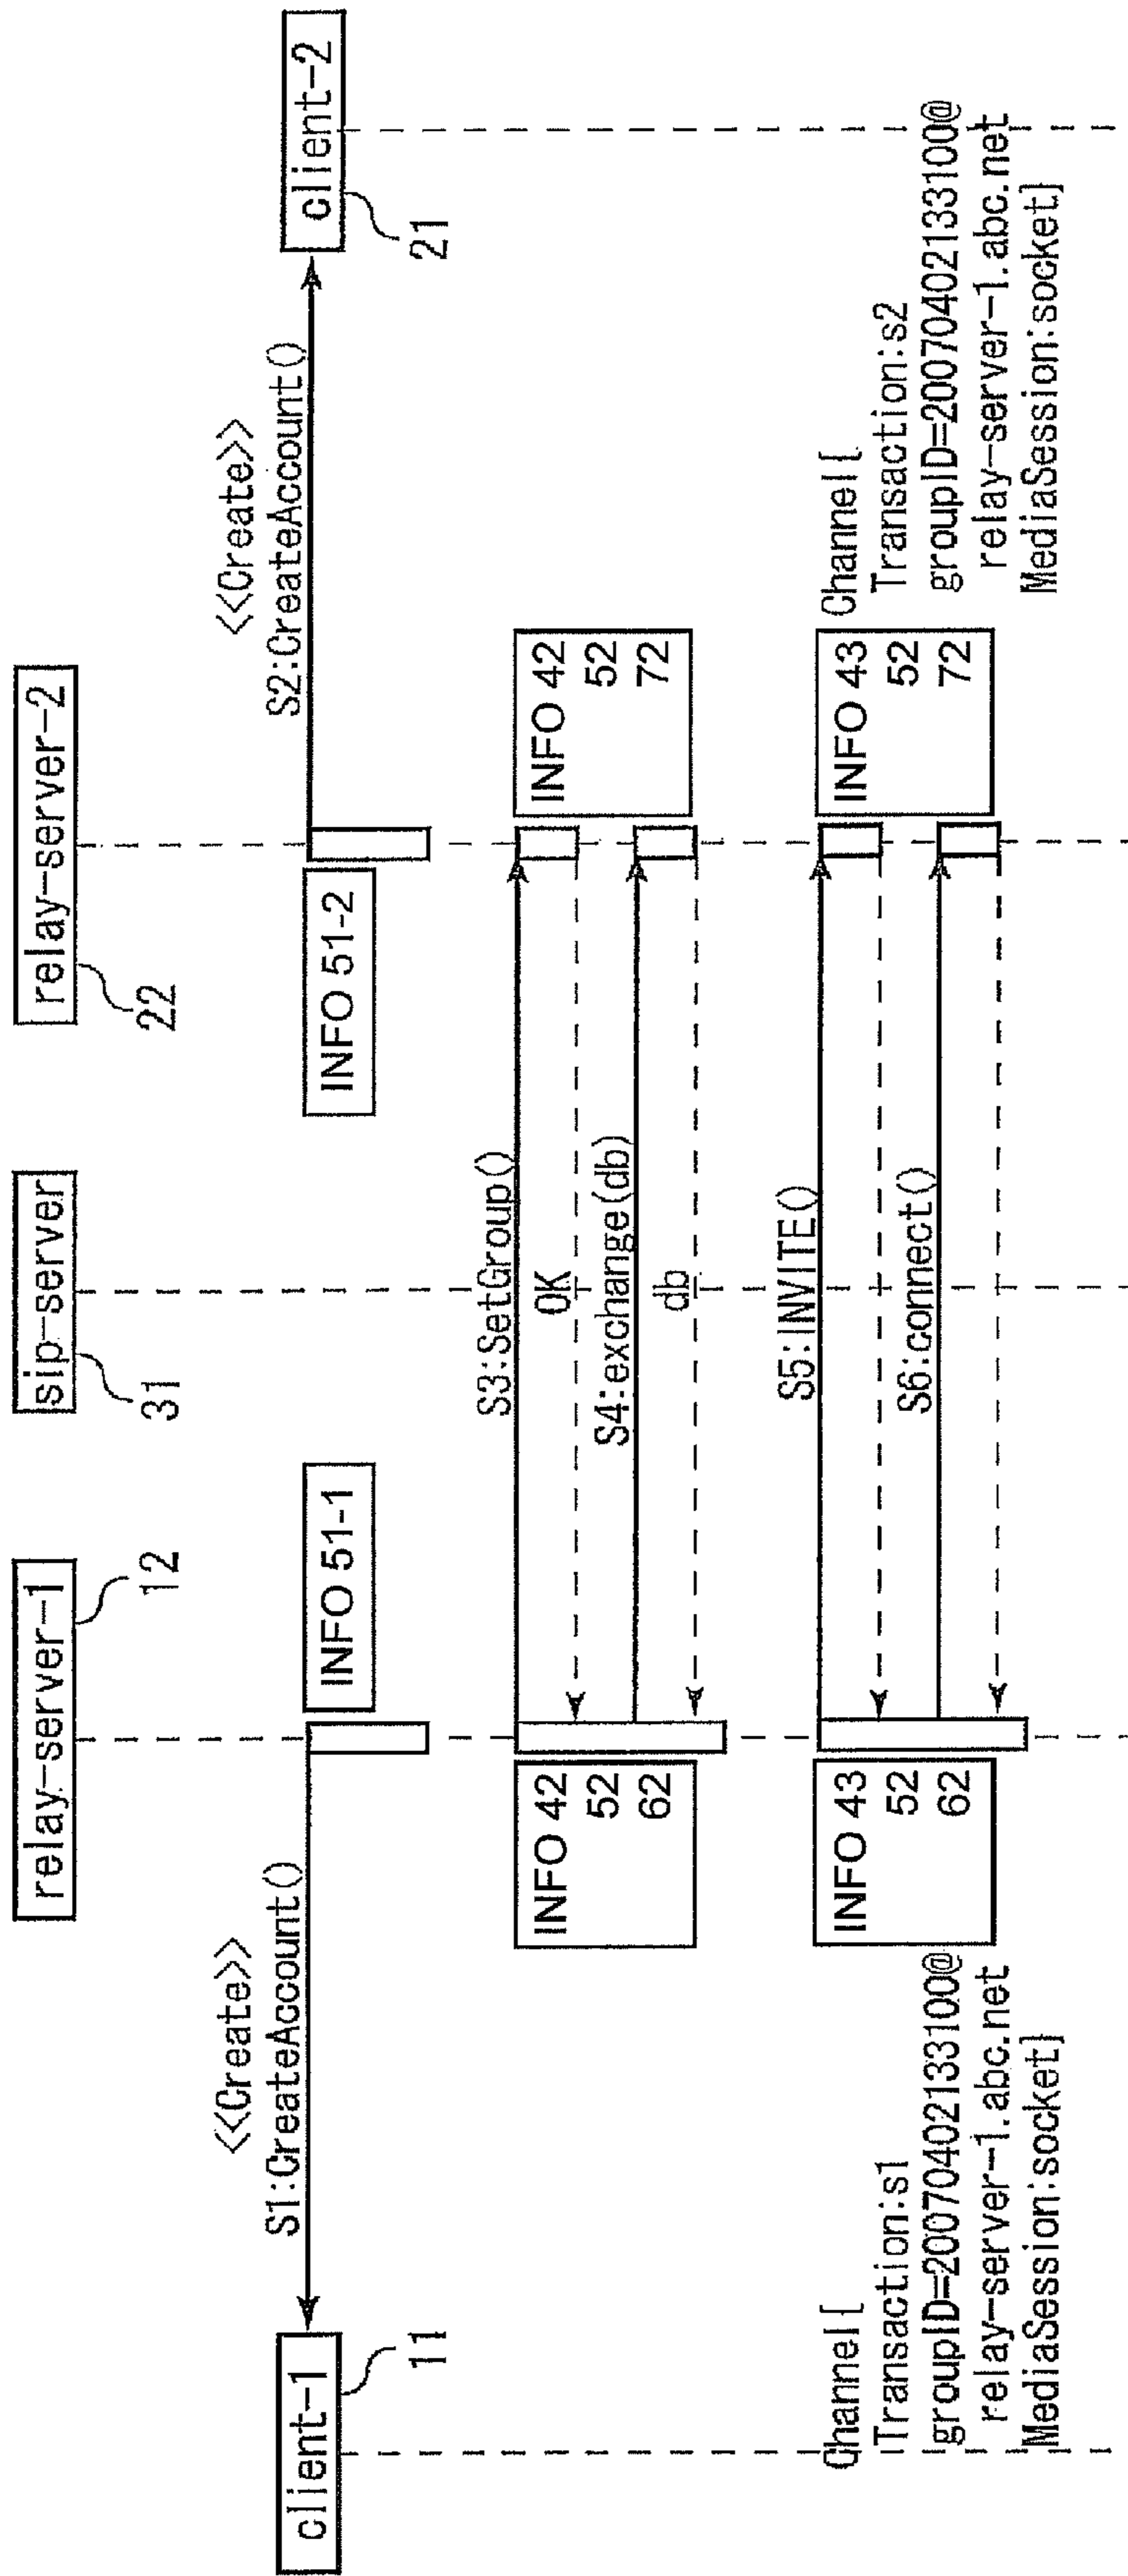 relay-server-1
12
sip-server
31
relay-server-2
22
<<Create>>
S1:CreateAccount()
<<Create>>
S2:CreateAccount()
client-1
11
INFO 51-1
INFO 51-2
client-2
21
S3:SetGroup()
OK
S4:exchange(db)
db
INFO 42
52
62
INFO 42
52
72
S5:INVITE()
S6:connect()
INFO 43
52
62
INFO 43
52
72
Channel{
Transaction:s1
groupID=20070402133100@
relay-server-1.abc.net
MediaSession:socket}
Channel{
Transaction:s2
groupID=20070402133100@
relay-server-1.abc.net
MediaSession:socket}